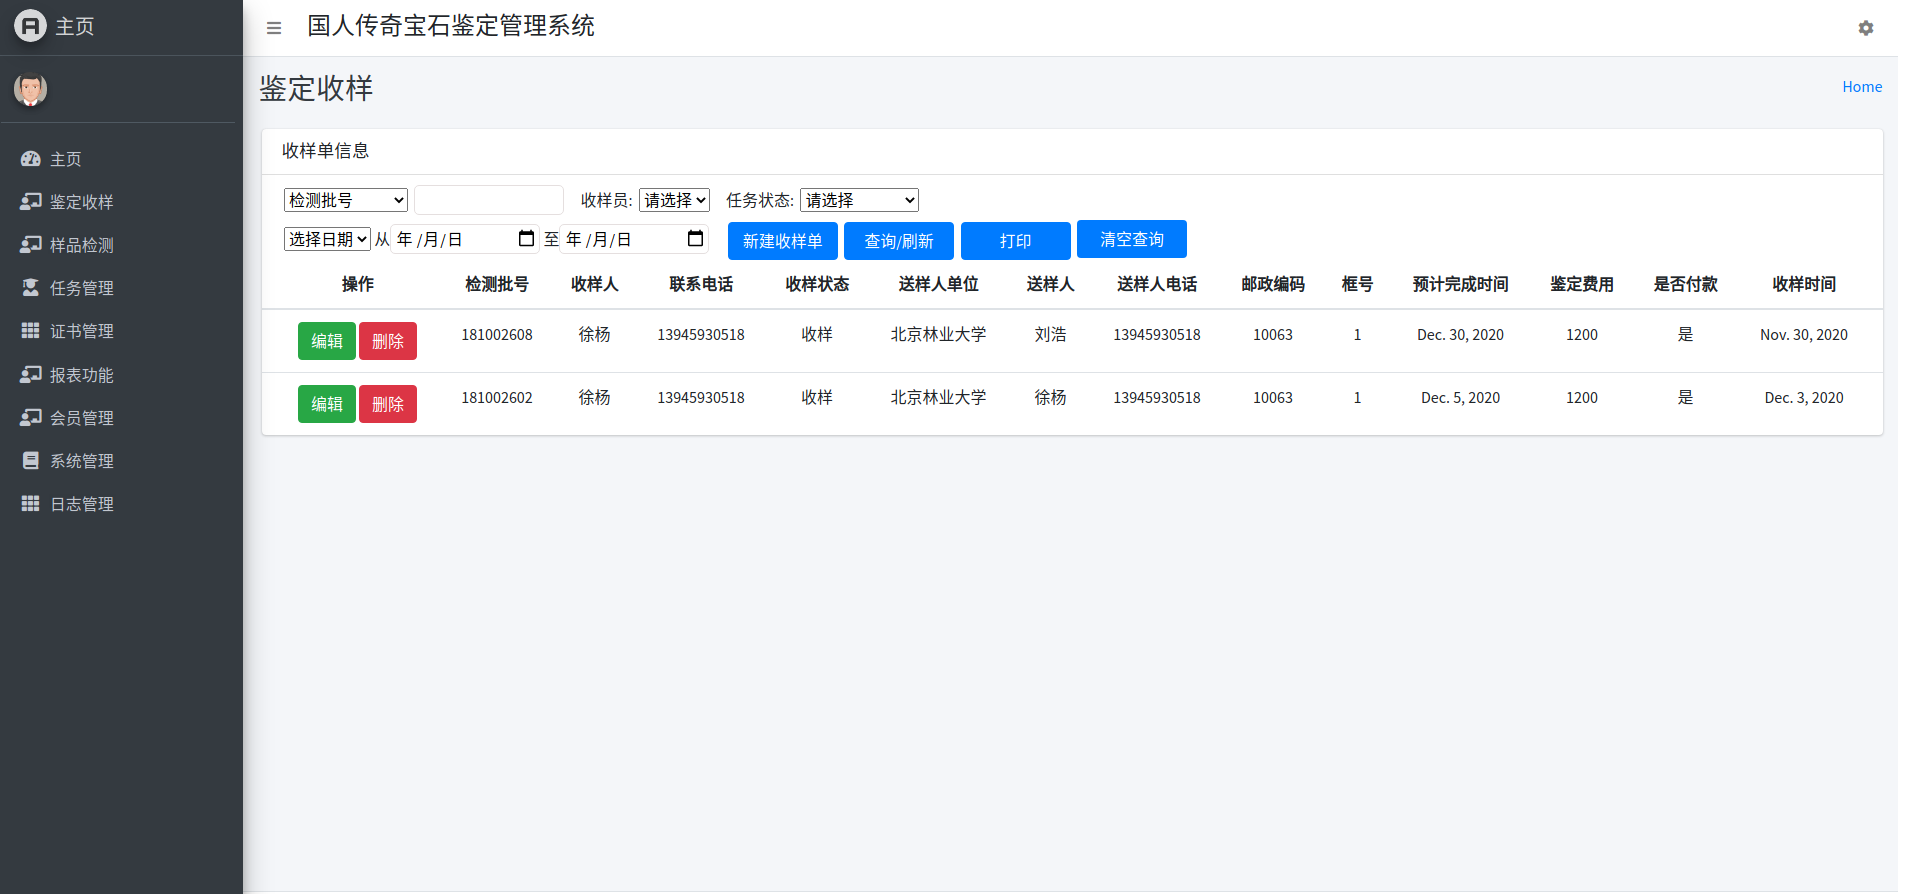 主页
国人传奇宝石鉴定管理系统
鉴定收样
Home
主页
鉴定收样
样品检测
任务管理
证书管理
报表功能
会员管理
系统管理
日志管理
收样单信息
检测批号 收样员: 请选择 任务状态: 请选择
选择日期 从 年 /月/日 至 年 /月/日 新建收样单 查询/刷新 打印 清空查询
操作 检测批号 收样人 联系电话 收样状态 送样人单位 送样人 送样人电话 邮政编码 框号 预计完成时间 鉴定费用 是否付款 收样时间
编辑 删除 181002608 徐杨 13945930518 收样 北京林业大学 刘浩 13945930518 10063 1 Dec. 30, 2020 1200 是 Nov. 30, 2020
编辑 删除 181002602 徐杨 13945930518 收样 北京林业大学 徐杨 13945930518 10063 1 Dec. 5, 2020 1200 是 Dec. 3, 2020